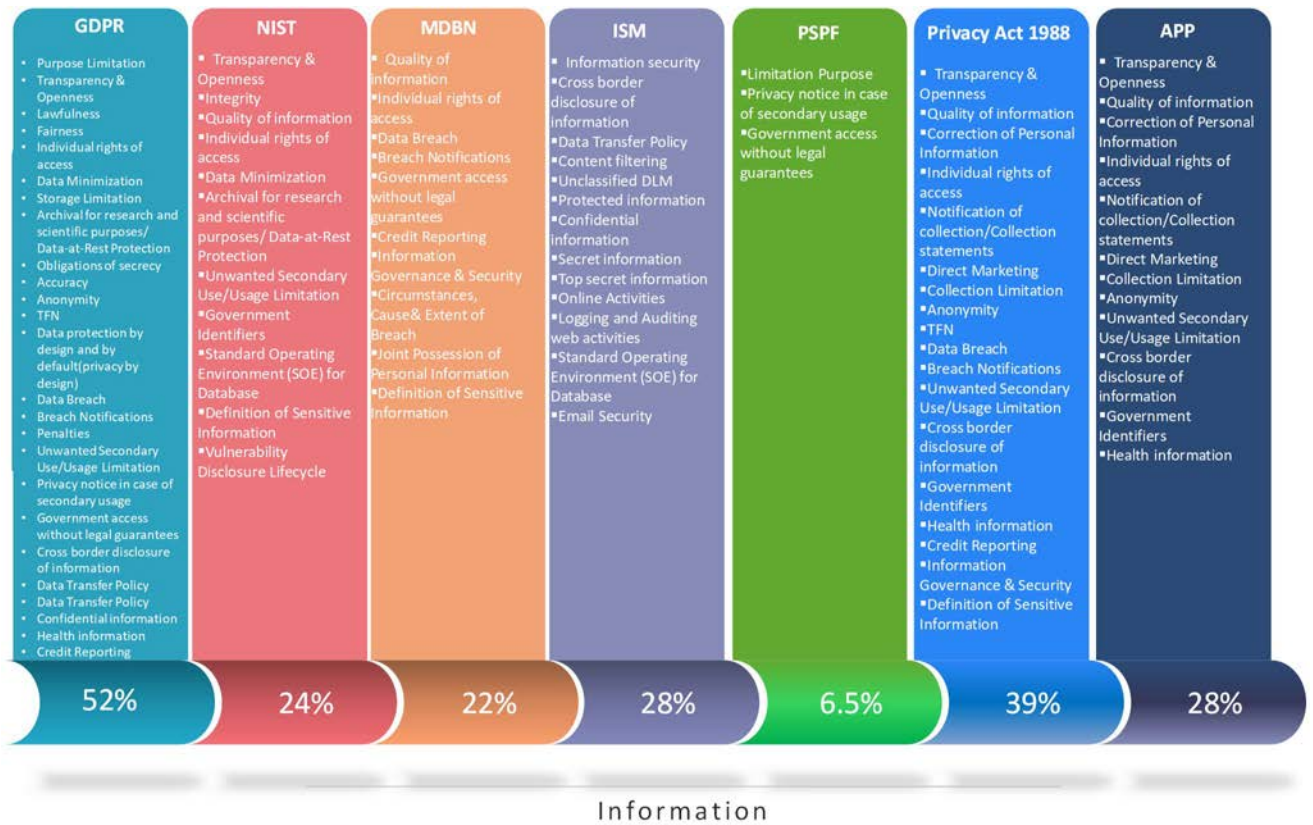 GDPR
• Purpose Limitation
• Transparency &
Openness
• Lawfulness
• Fairness
• Individual rights of
access
• Data Minimization
• Storage Limitation
• Archival for research and
scientific purposes/
Data-at-Rest Protection
• Obligations of secrecy
• Accuracy
• Anonymity
• TFN
• Data protection by
design and by
default(privacy by
design)
• Data Breach
• Breach Notifications
• Penalties
• Unwanted Secondary
Use/Usage Limitation
• Privacy notice in case of
secondary usage
• Government access
without legal guarantees
• Cross border disclosure
of information
• Data Transfer Policy
• Data Transfer Policy
• Confidential information
• Health information
• Credit Reporting
52%
NIST
▪ Transparency &
Openness
▪Integrity
▪Quality of information
▪Individual rights of
access
▪Data Minimization
▪Archival for research
and scientific
purposes/ Data-at-Rest
Protection
▪Unwanted Secondary
Use/Usage Limitation
▪Government
Identifiers
▪Standard Operating
Environment (SOE) for
Database
▪Definition of Sensitive
Information
▪Vulnerability
Disclosure Lifecycle
24%
MDBN
▪ Quality of
information
▪Individual rights of
access
▪Data Breach
▪Breach Notifications
▪Government access
without legal
guarantees
▪Credit Reporting
▪Information
Governance & Security
▪Circumstances,
Cause& Extent of
Breach
▪Joint Possession of
Personal Information
▪Definition of Sensitive
Information
22%
ISM
▪ Information security
▪Cross border
disclosure of
information
▪Data Transfer Policy
▪Content filtering
▪Unclassified DLM
▪Protected information
▪Confidential
information
▪Secret information
▪Top secret information
▪Online Activities
▪Logging and Auditing
web activities
▪Standard Operating
Environment (SOE) for
Database
▪Email Security
28%
PSPF
▪Limitation Purpose
▪Privacy notice in case
of secondary usage
▪Government access
without legal
guarantees
6.5%
Privacy Act 1988
▪ Transparency &
Openness
▪Quality of information
▪Correction of Personal
Information
▪Individual rights of
access
▪Notification of
collection/Collection
statements
▪Direct Marketing
▪Collection Limitation
▪Anonymity
▪TFN
▪Data Breach
▪Breach Notifications
▪Unwanted Secondary
Use/Usage Limitation
▪Cross border
disclosure of
information
▪Government
Identifiers
▪Health information
▪Credit Reporting
▪Information
Governance & Security
▪Definition of Sensitive
Information
39%
APP
▪ Transparency &
Openness
▪Quality of information
▪Correction of Personal
Information
▪Individual rights of
access
▪Notification of
collection/Collection
statements
▪Direct Marketing
▪Collection Limitation
▪Anonymity
▪Unwanted Secondary
Use/Usage Limitation
▪Cross border
disclosure of
information
▪Government
Identifiers
▪Health information
28%
Information